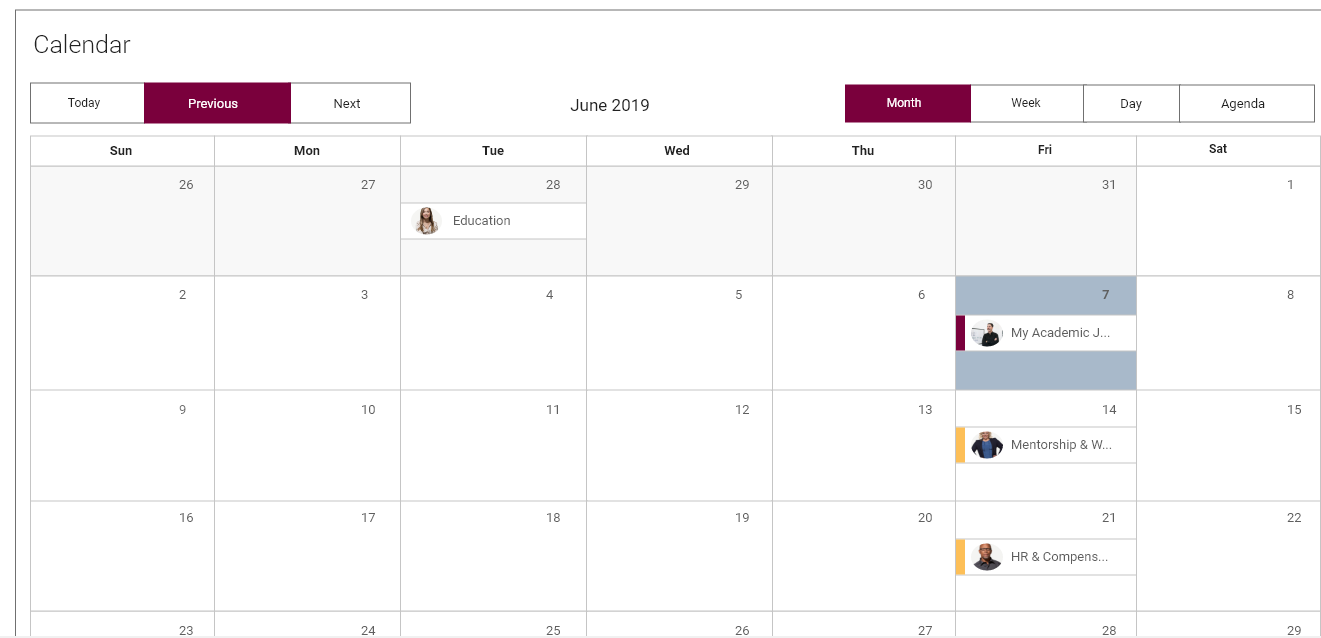 Calendar
Today Previous Next June 2019 Month Week Day Agenda
Sun Mon Tue Wed Thu Fri Sat
26 27 28 29 30 31 1
Education
2 3 4 5 6 7 8
My Academic J...
9 10 11 12 13 14 15
Mentorship & W...
16 17 18 19 20 21 22
HR & Compens...
23 24 25 26 27 28 29